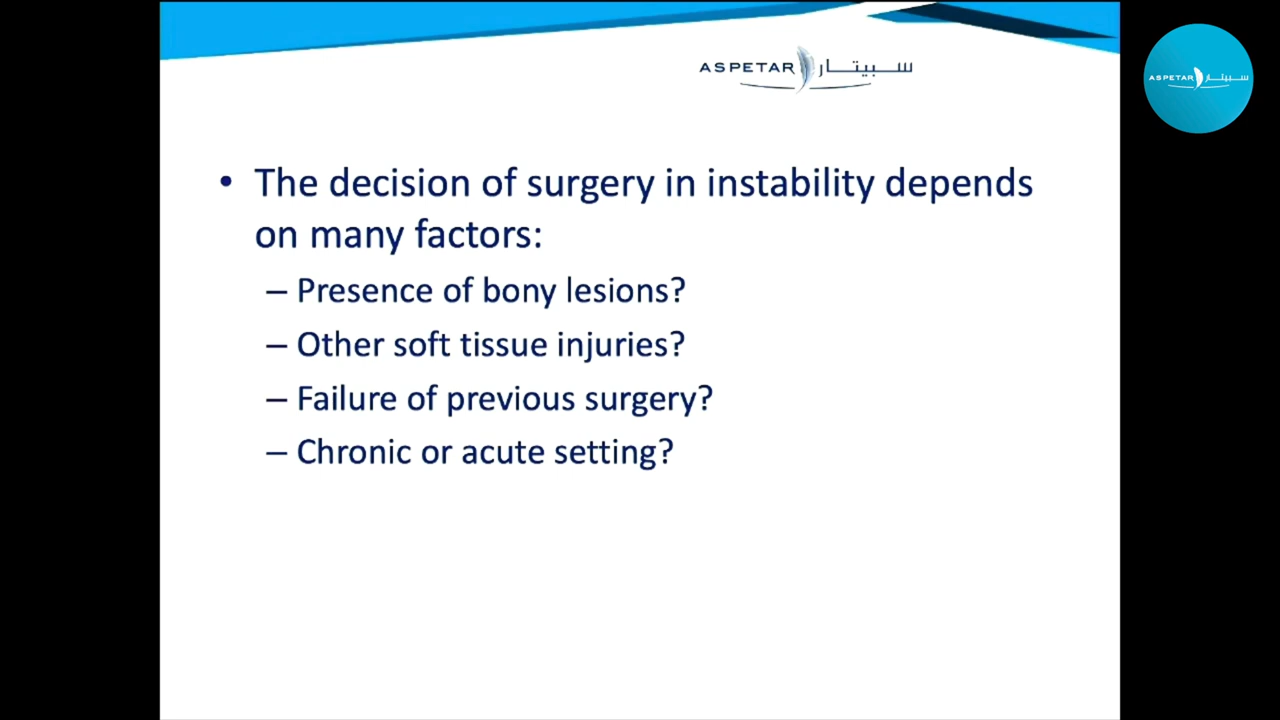 ASPETAR سبيتار
ASPETAR سبيتار
• The decision of surgery in instability depends
on many factors:
– Presence of bony lesions?
– Other soft tissue injuries?
– Failure of previous surgery?
– Chronic or acute setting?